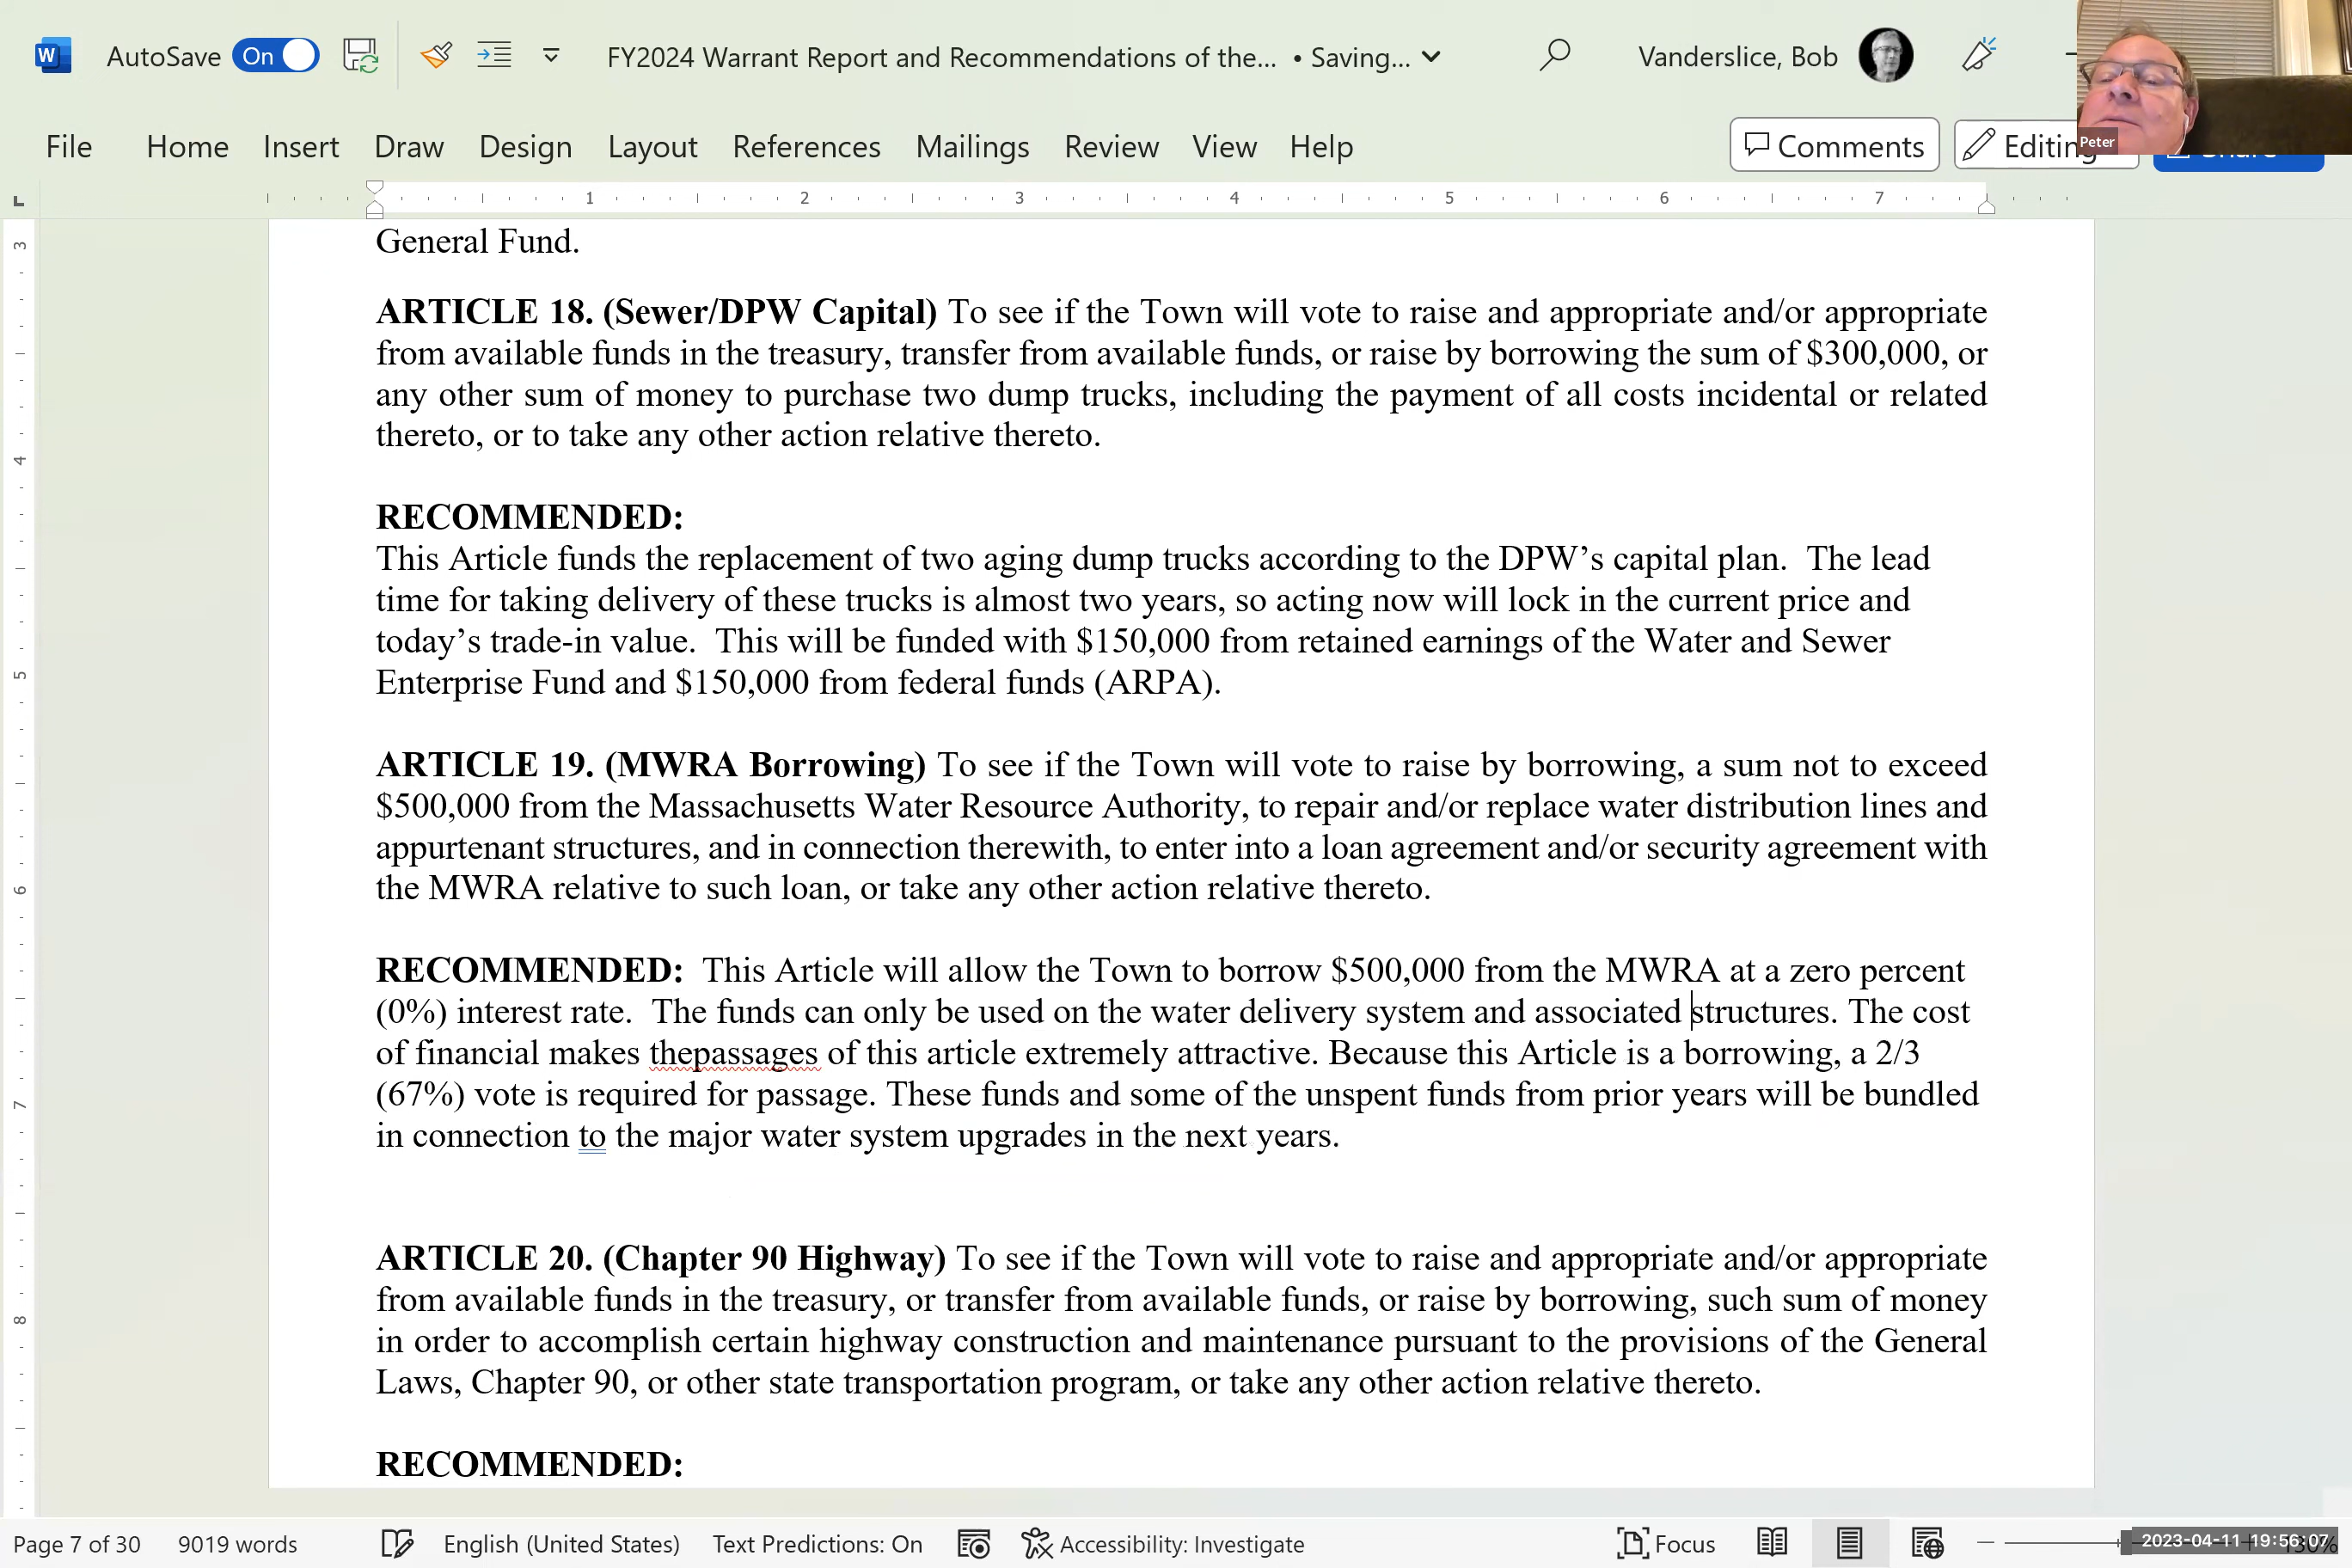 AutoSave On FY2024 Warrant Report and Recommendations of the... • Saving... Vanderslice, Bob
File Home Insert Draw Design Layout References Mailings Review View Help Comments Editing Share
Peter
1 2 3 4 5 6 7
General Fund.
ARTICLE 18. (Sewer/DPW Capital) To see if the Town will vote to raise and appropriate and/or appropriate
from available funds in the treasury, transfer from available funds, or raise by borrowing the sum of $300,000, or
any other sum of money to purchase two dump trucks, including the payment of all costs incidental or related
thereto, or to take any other action relative thereto.
RECOMMENDED:
This Article funds the replacement of two aging dump trucks according to the DPW’s capital plan.  The lead
time for taking delivery of these trucks is almost two years, so acting now will lock in the current price and
today’s trade-in value.  This will be funded with $150,000 from retained earnings of the Water and Sewer
Enterprise Fund and $150,000 from federal funds (ARPA).
ARTICLE 19. (MWRA Borrowing) To see if the Town will vote to raise by borrowing, a sum not to exceed
$500,000 from the Massachusetts Water Resource Authority, to repair and/or replace water distribution lines and
appurtenant structures, and in connection therewith, to enter into a loan agreement and/or security agreement with
the MWRA relative to such loan, or take any other action relative thereto.
RECOMMENDED:  This Article will allow the Town to borrow $500,000 from the MWRA at a zero percent
(0%) interest rate.  The funds can only be used on the water delivery system and associated structures. The cost
of financial makes thepassages of this article extremely attractive. Because this Article is a borrowing, a 2/3
(67%) vote is required for passage. These funds and some of the unspent funds from prior years will be bundled
in connection to the major water system upgrades in the next years.
ARTICLE 20. (Chapter 90 Highway) To see if the Town will vote to raise and appropriate and/or appropriate
from available funds in the treasury, or transfer from available funds, or raise by borrowing, such sum of money
in order to accomplish certain highway construction and maintenance pursuant to the provisions of the General
Laws, Chapter 90, or other state transportation program, or take any other action relative thereto.
RECOMMENDED:
3
4
5
6
7
8
Page 7 of 30 9019 words English (United States) Text Predictions: On Accessibility: Investigate Focus 2023-04-11 19:56:07